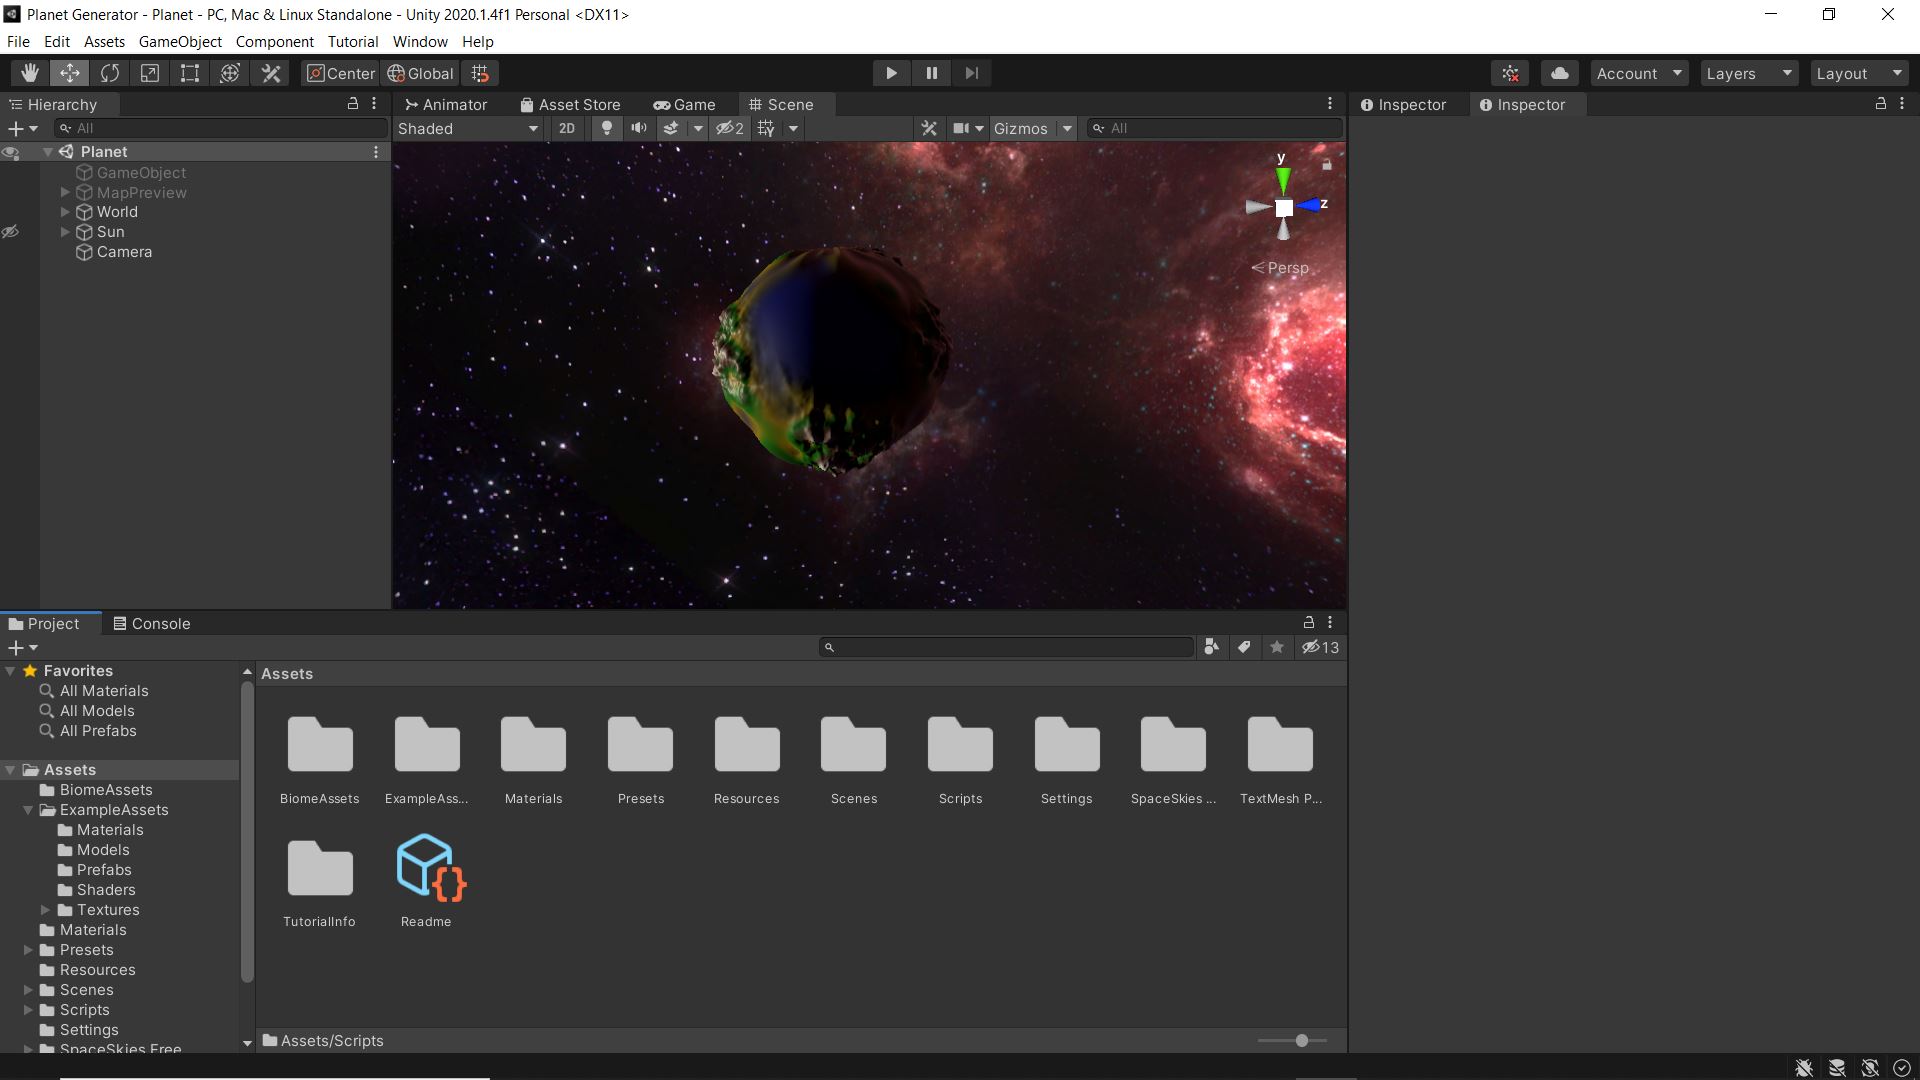 Planet Generator - Planet - PC, Mac & Linux Standalone - Unity 2020.1.4f1 Personal <DX11>
File Edit Assets GameObject Component Tutorial Window Help
Center Global Account Layers Layout
Hierarchy
All
Planet
GameObject
MapPreview
World
Sun
Camera
Animator Asset Store Game Scene
Shaded 2D 2 Gizmos All
y
z
Persp
Inspector Inspector
Project Console
13
Favorites
All Materials
All Models
All Prefabs
Assets
BiomeAssets
ExampleAssets
Materials
Models
Prefabs
Shaders
Textures
Materials
Presets
Resources
Scenes
Scripts
Settings
SpaceSkies Free
Assets
BiomeAssets ExampleAss... Materials Presets Resources Scenes Scripts Settings SpaceSkies ... TextMesh P...
TutorialInfo Readme
Assets/Scripts